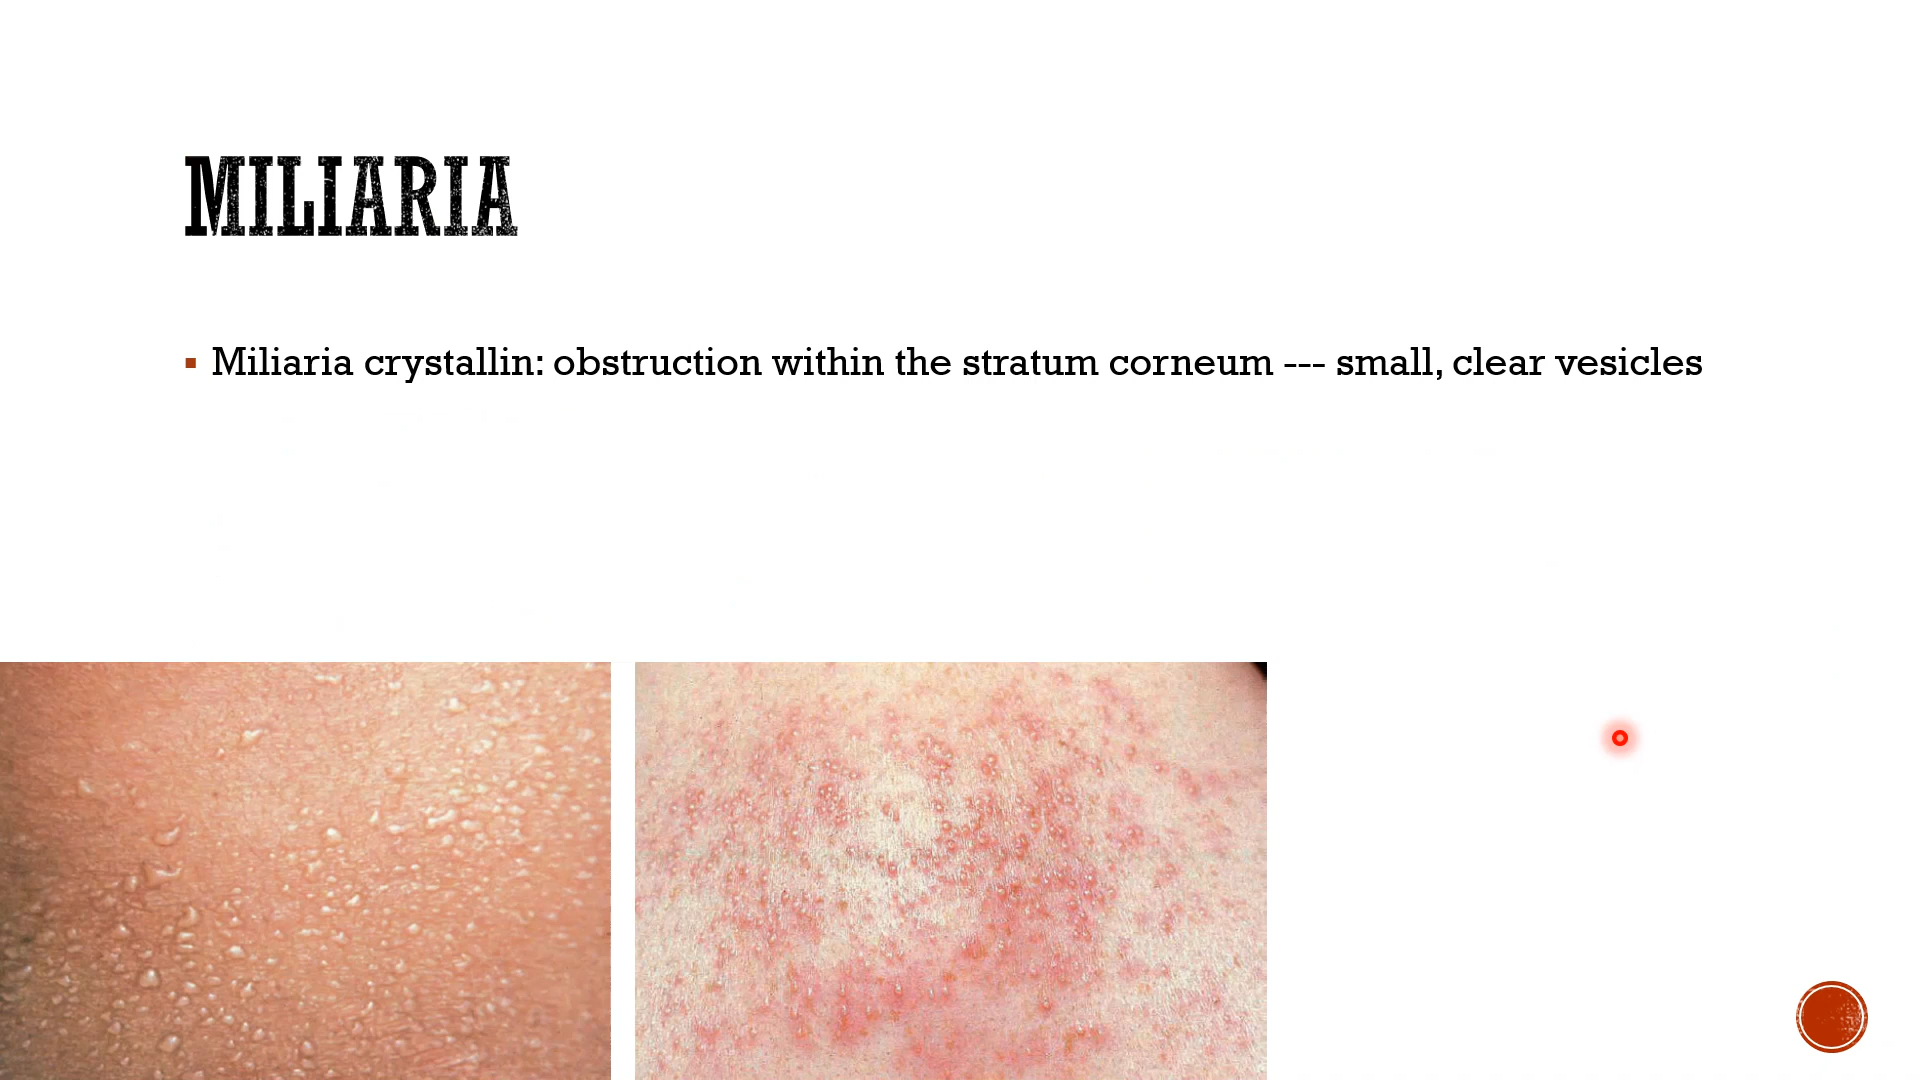 MILIARIA
▪ Miliaria crystallin: obstruction within the stratum corneum --- small, clear vesicles